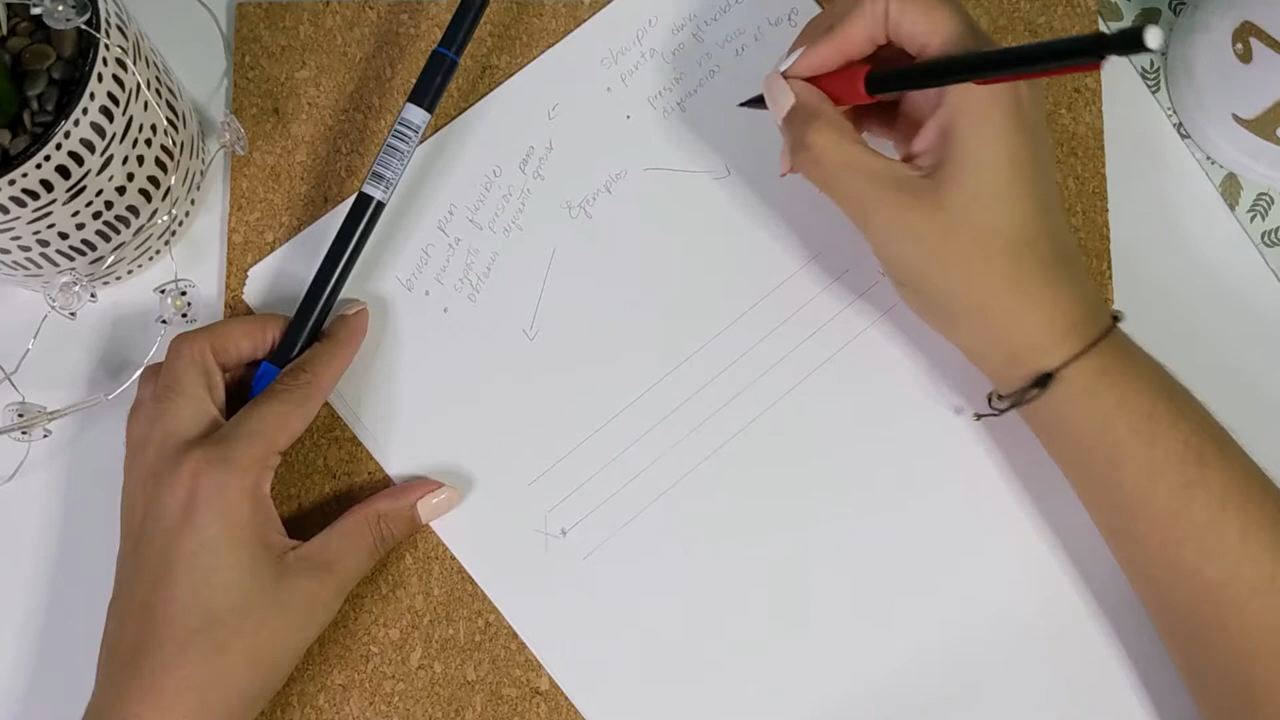 sharpie
• punta dura
(no flexible
• presión no hace
diferencia en el trazo
Ejemplos
brush pen
• punta flexible
• soporta presión para
obtener diferente grosor
X